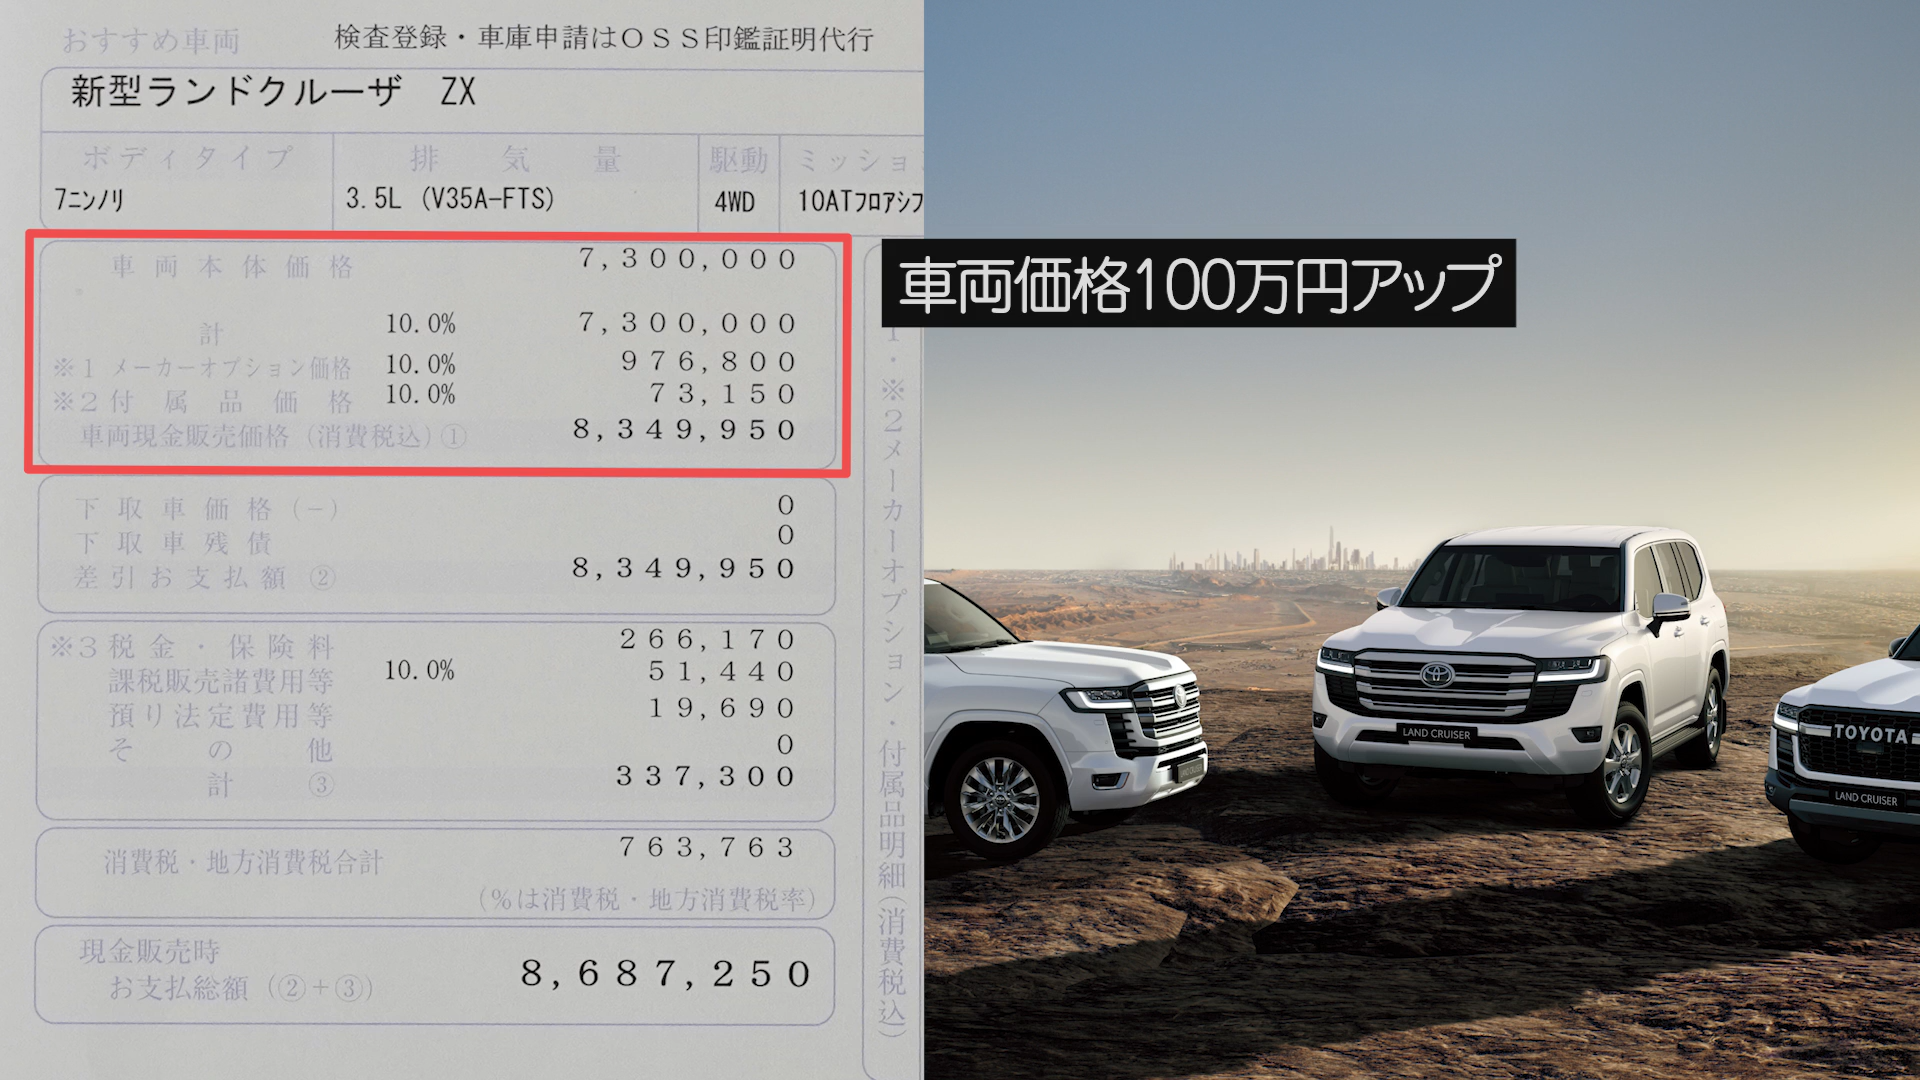 おすすめ車両
検査登録・車庫申請はOSS印鑑証明代行
新型ランドクルーザ ZX
ボディタイプ 排気量 駆動 ミッショ
7ニンノリ 3.5L (V35A-FTS) 4WD 10ATフロアシフ
車両本体価格 7,300,000
計 10.0% 7,300,000
※1 メーカーオプション価格 10.0% 976,800
※2 付属品価格 10.0% 73,150
車両現金販売価格(消費税込)① 8,349,950
下取車価格(-) 0
下取車残債 0
差引お支払額 ② 8,349,950
※3 税金・保険料 266,170
課税販売諸費用等 10.0% 51,440
預り法定費用等 19,690
その他 0
計 ③ 337,300
消費税・地方消費税合計 763,763
(%は消費税・地方消費税率)
現金販売時
お支払総額(②+③) 8,687,250
1・※2メーカーオプション・付属品明細(消費税込)
車両価格100万円アップ
LAND CRUISER
TOYOTA
LAND CRUISER